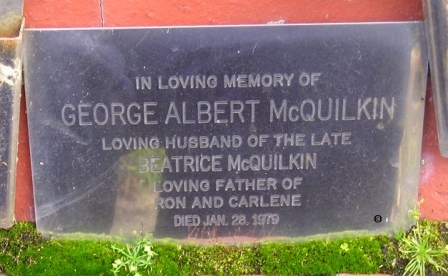 IN LOVING MEMORY OF
GEORGE ALBERT McQUILKIN
LOVING HUSBAND OF THE LATE
BEATRICE McQUILKIN
LOVING FATHER OF
RON AND CARLENE
DIED JAN. 28, 1979